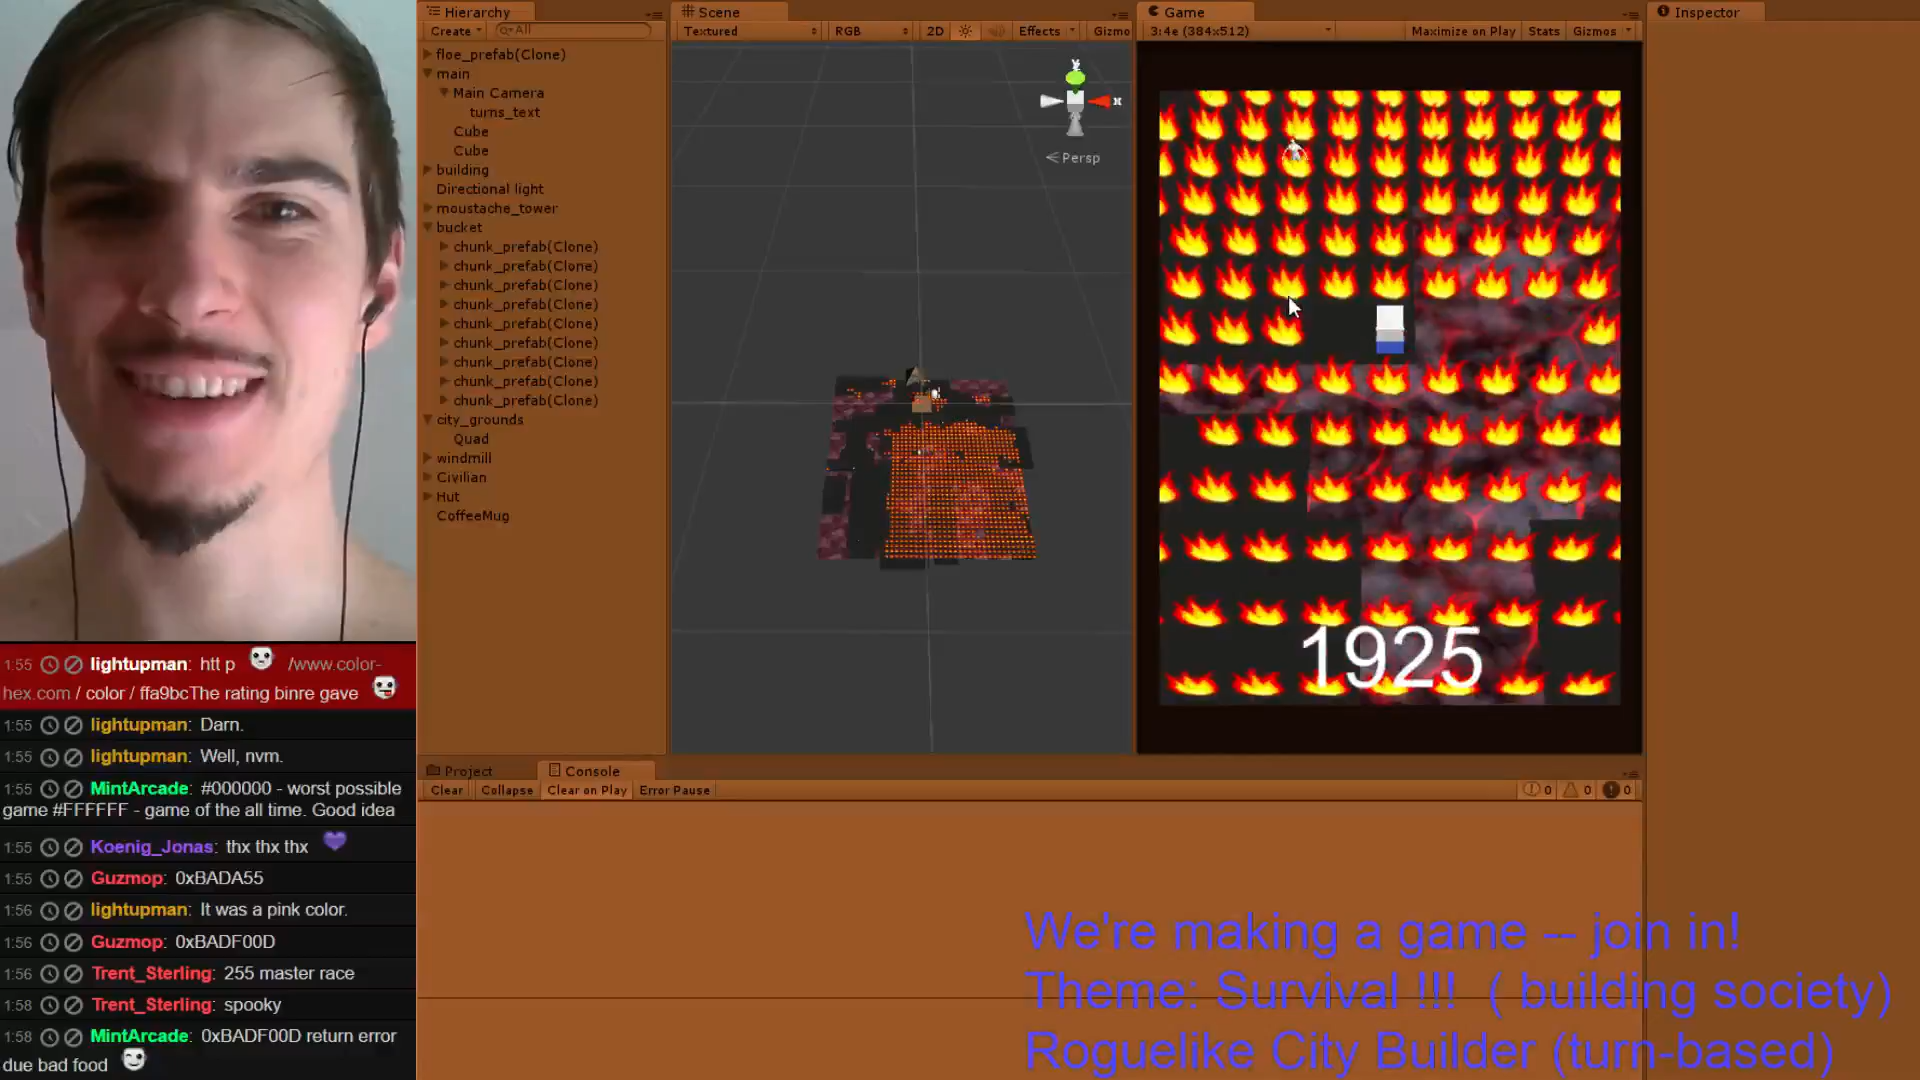 Hierarchy
Create
All
floe_prefab(Clone)
main
Main Camera
turns_text
Cube
Cube
building
Directional light
moustache_tower
bucket
chunk_prefab(Clone)
chunk_prefab(Clone)
chunk_prefab(Clone)
chunk_prefab(Clone)
chunk_prefab(Clone)
chunk_prefab(Clone)
chunk_prefab(Clone)
chunk_prefab(Clone)
chunk_prefab(Clone)
city_grounds
Quad
windmill
Civilian
Hut
CoffeeMug
Scene
Textured RGB 2D Effects Gizmo
y
x
Persp
Game
3:4e (384x512) Maximize on Play Stats Gizmos
1925
Inspector
Project Console
Clear Collapse Clear on Play Error Pause 0 0 0
1:55 lightupman: htt p /www.color-
hex.com / color / ffa9bcThe rating binre gave
1:55 lightupman: Darn.
1:55 lightupman: Well, nvm.
1:55 MintArcade: #000000 - worst possible
game #FFFFFF - game of the all time. Good idea
1:55 Koenig_Jonas: thx thx thx
1:55 Guzmop: 0xBADA55
1:56 lightupman: It was a pink color.
1:56 Guzmop: 0xBADF00D
1:56 Trent_Sterling: 255 master race
1:58 Trent_Sterling: spooky
1:58 MintArcade: 0xBADF00D return error
due bad food
We're making a game -- join in!
Theme: Survival !!! ( building society)
Roguelike City Builder (turn-based)